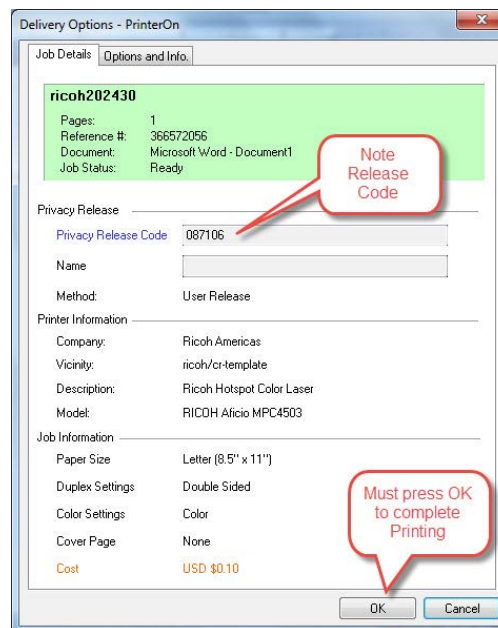 Delivery Options - PrinterOn
Job Details Options and Info.
ricoh202430
Pages: 1
Reference #: 366572056
Document: Microsoft Word - Document1
Job Status: Ready
Note
Release
Code
Privacy Release
Privacy Release Code 087106
Name
Method: User Release
Printer Information
Company: Ricoh Americas
Vicinity: ricoh/cr-template
Description: Ricoh Hotspot Color Laser
Model: RICOH Aficio MPC4503
Job Information
Paper Size Letter (8.5" x 11")
Duplex Settings Double Sided
Color Settings Color
Cover Page None
Cost USD $0.10
Must press OK
to complete
Printing
OK Cancel